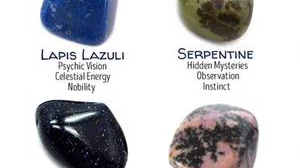 Lapis Lazuli
Psychic Vision
Celestial Energy
Nobility
Serpentine
Hidden Mysteries
Observation
Instinct